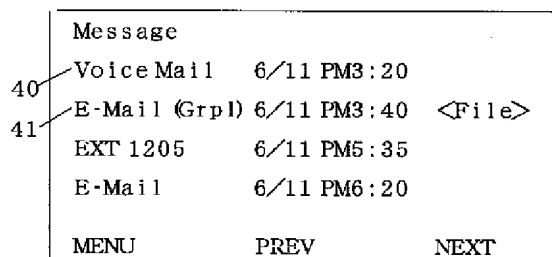 Message
40 Voice Mail 6/11 PM3:20
41 E-Mail (Grp1) 6/11 PM3:40 <File>
EXT 1205 6/11 PM5:35
E-Mail 6/11 PM6:20
MENU PREV NEXT